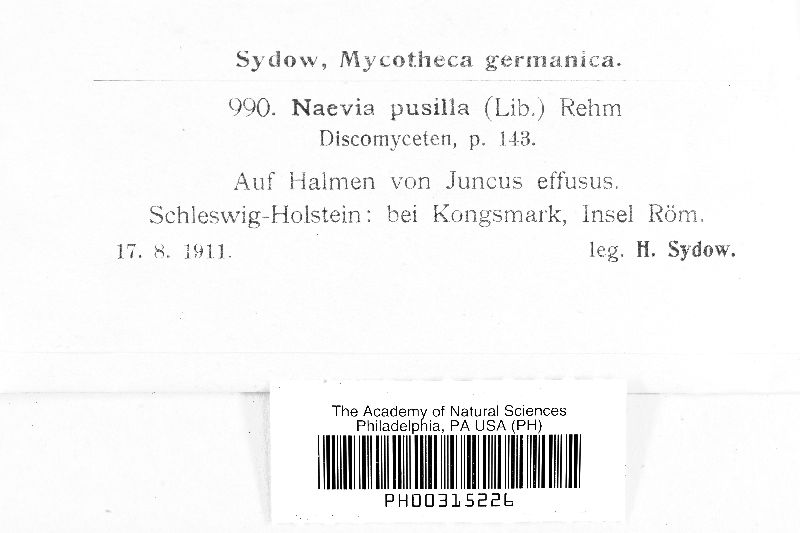 Sydow, Mycotheca germanica.
990. Naevia pusilla (Lib.) Rehm
Discomyceten, p. 143.
Auf Halmen von Juncus effusus.
Schleswig-Holstein: bei Kongsmark, Insel Röm.
17. 8. 1911. leg. H. Sydow.
The Academy of Natural Sciences
Philadelphia, PA USA (PH)
PH00315226